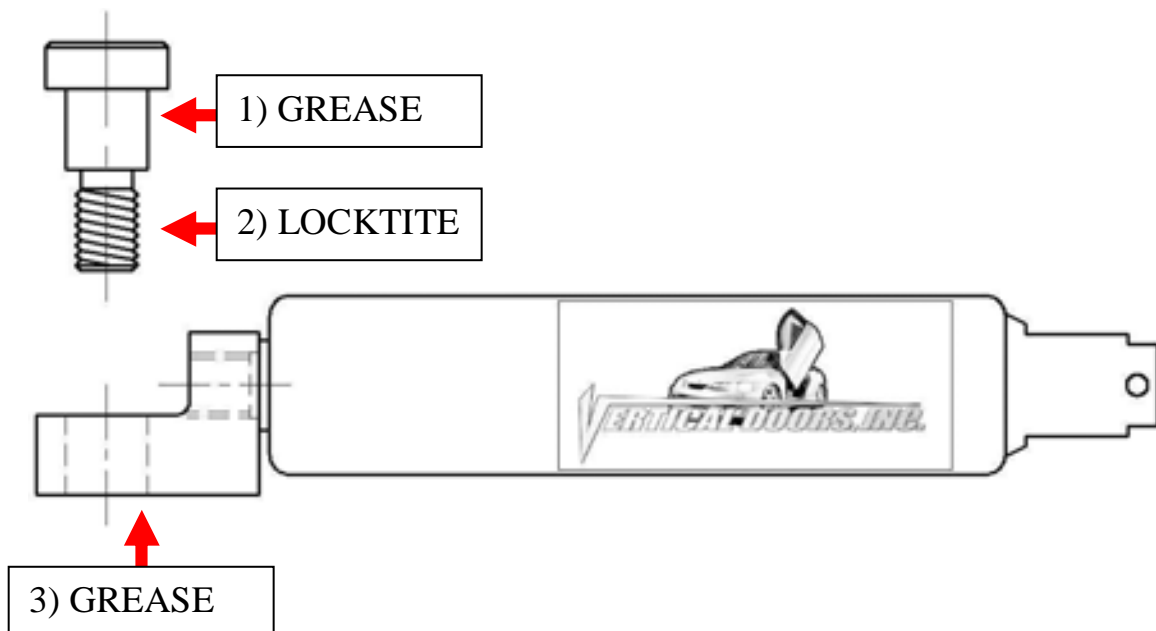 1) GREASE
2) LOCKTITE
VERTICAL DOORS, INC.
3) GREASE